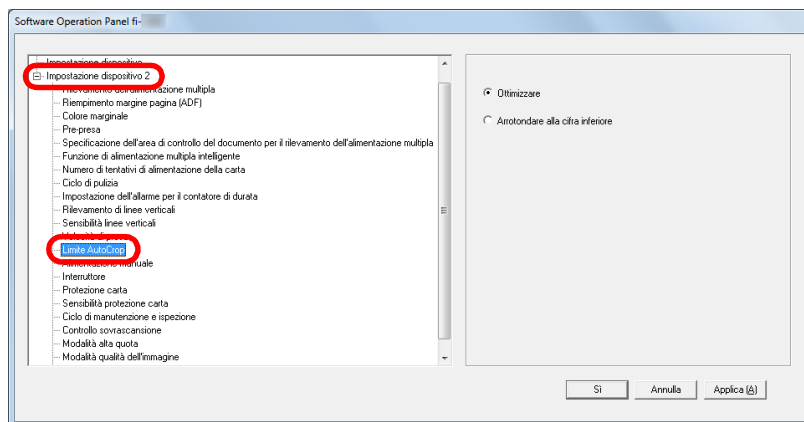 Software Operation Panel fi-
Impostazione dispositivo
Impostazione dispositivo 2
Rilevamento dell'alimentazione multipla
Riempimento margine pagina (ADF)
Colore marginale
Pre-presa
Specificazione dell'area di controllo del documento per il rilevamento dell'alimentazione multipla
Funzione di alimentazione multipla intelligente
Numero di tentativi di alimentazione della carta
Ciclo di pulizia
Impostazione dell'allarme per il contatore di durata
Rilevamento di linee verticali
Sensibilità linee verticali
Velocità di presa
Limite AutoCrop
Alimentazione manuale
Interruttore
Protezione carta
Sensibilità protezione carta
Ciclo di manutenzione e ispezione
Controllo sovrascansione
Modalità alta quota
Modalità qualità dell'immagine
Ottimizzare
Arrotondare alla cifra inferiore
Sì
Annulla
Applica (A)